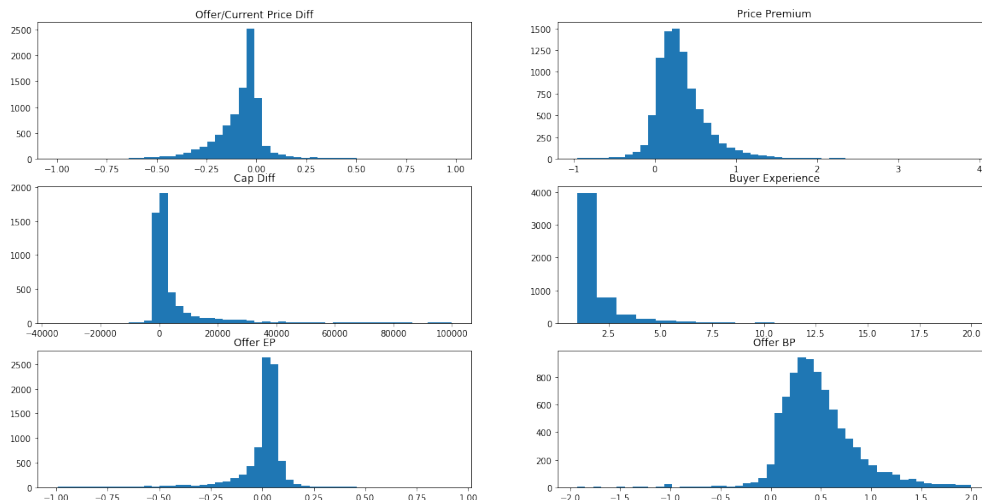 Offer/Current Price Diff
2500
2000
1500
1000
500
0
−1.00 −0.75 −0.50 −0.25 0.00 0.25 0.50 0.75 1.00
Price Premium
1500
1250
1000
750
500
250
0
−1 0 1 2 3 4
Cap Diff
2000
1500
1000
500
0
−40000 −20000 0 20000 40000 60000 80000 100000
Buyer Experience
4000
3000
2000
1000
0
2.5 5.0 7.5 10.0 12.5 15.0 17.5 20.0
Offer EP
2500
2000
1500
1000
500
0
−1.00 −0.75 −0.50 −0.25 0.00 0.25 0.50 0.75 1.00
Offer BP
800
600
400
200
0
−2.0 −1.5 −1.0 −0.5 0.0 0.5 1.0 1.5 2.0